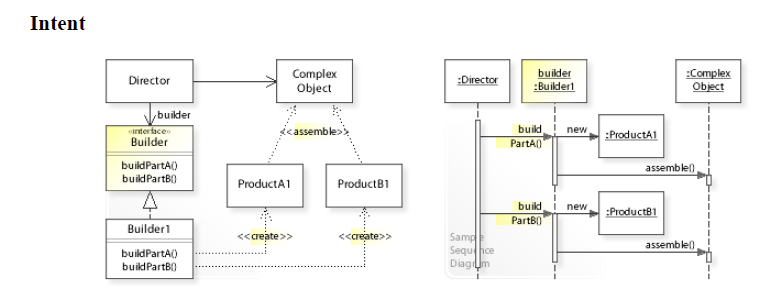 Intent
Director
Complex
Object
builder
«interface»
Builder
buildPartA()
buildPartB()
<<assemble>>
ProductA1
ProductB1
Builder1
buildPartA()
buildPartB()
<<create>>
<<create>>
:Director
builder
:Builder1
:Complex
Object
build
PartA()
new
:ProductA1
assemble()
build
PartB()
new
:ProductB1
assemble()
Sample
Sequence
Diagram